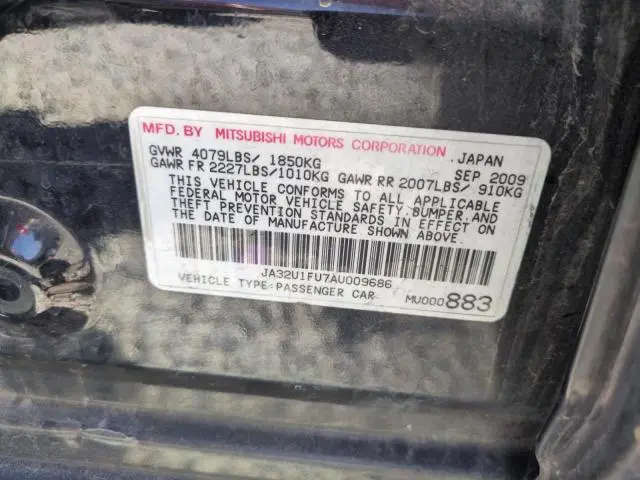 MFD. BY MITSUBISHI MOTORS CORPORATION JAPAN
GVWR 4079LBS/ 1850KG SEP 2009
GAWR FR 2227LBS/1010KG GAWR RR 2007LBS/ 910KG
THIS VEHICLE CONFORMS TO ALL APPLICABLE
FEDERAL MOTOR VEHICLE SAFETY, BUMPER, AND
THEFT PREVENTION STANDARDS IN EFFECT ON
THE DATE OF MANUFACTURE SHOWN ABOVE.
JA32U1FU7AU009686
VEHICLE TYPE:PASSENGER CAR MU000883